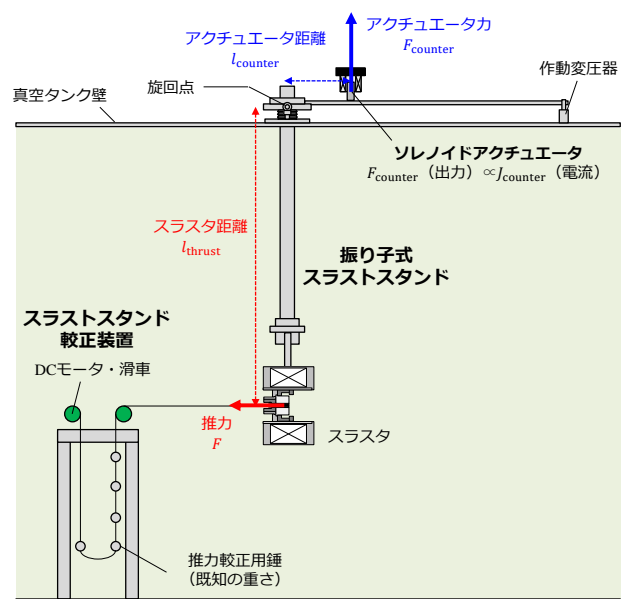 アクチュエータ力
F_counter
アクチュエータ距離
l_counter
作動変圧器
旋回点
真空タンク壁
ソレノイドアクチュエータ
F_counter（出力）∝J_counter（電流）
スラスタ距離
l_thrust
振り子式
スラストスタンド
スラストスタンド
較正装置
DCモータ・滑車
推力
F
スラスタ
推力較正用錘
（既知の重さ）